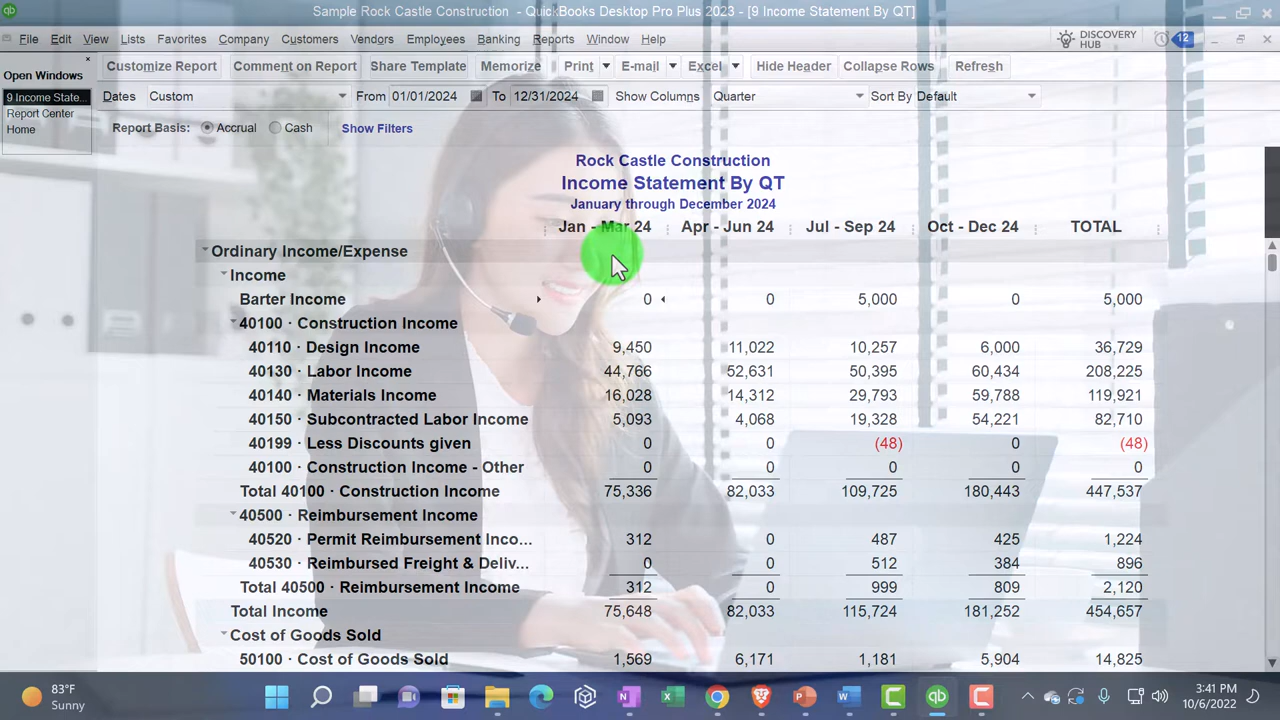 Sample Rock Castle Construction - QuickBooks Desktop Pro Plus 2023 - [9 Income Statement By QT]
File Edit View Lists Favorites Company Customers Vendors Employees Banking Reports Window Help DISCOVERY HUB 12
Open Windows
9 Income State...
Report Center
Home
Customize Report Comment on Report Share Template Memorize Print E-mail Excel Hide Header Collapse Rows Refresh
Dates Custom From 01/01/2024 To 12/31/2024 Show Columns Quarter Sort By Default
Report Basis: Accrual Cash Show Filters
Rock Castle Construction
Income Statement By QT
January through December 2024
Jan - Mar 24 Apr - Jun 24 Jul - Sep 24 Oct - Dec 24 TOTAL
Ordinary Income/Expense
Income
Barter Income 0 0 5,000 0 5,000
40100 · Construction Income
40110 · Design Income 9,450 11,022 10,257 6,000 36,729
40130 · Labor Income 44,766 52,631 50,395 60,434 208,225
40140 · Materials Income 16,028 14,312 29,793 59,788 119,921
40150 · Subcontracted Labor Income 5,093 4,068 19,328 54,221 82,710
40199 · Less Discounts given 0 0 (48) 0 (48)
40100 · Construction Income - Other 0 0 0 0 0
Total 40100 · Construction Income 75,336 82,033 109,725 180,443 447,537
40500 · Reimbursement Income
40520 · Permit Reimbursement Inco... 312 0 487 425 1,224
40530 · Reimbursed Freight & Deliv... 0 0 512 384 896
Total 40500 · Reimbursement Income 312 0 999 809 2,120
Total Income 75,648 82,033 115,724 181,252 454,657
Cost of Goods Sold
50100 · Cost of Goods Sold 1,569 6,171 1,181 5,904 14,825
83°F
Sunny
3:41 PM
10/6/2022